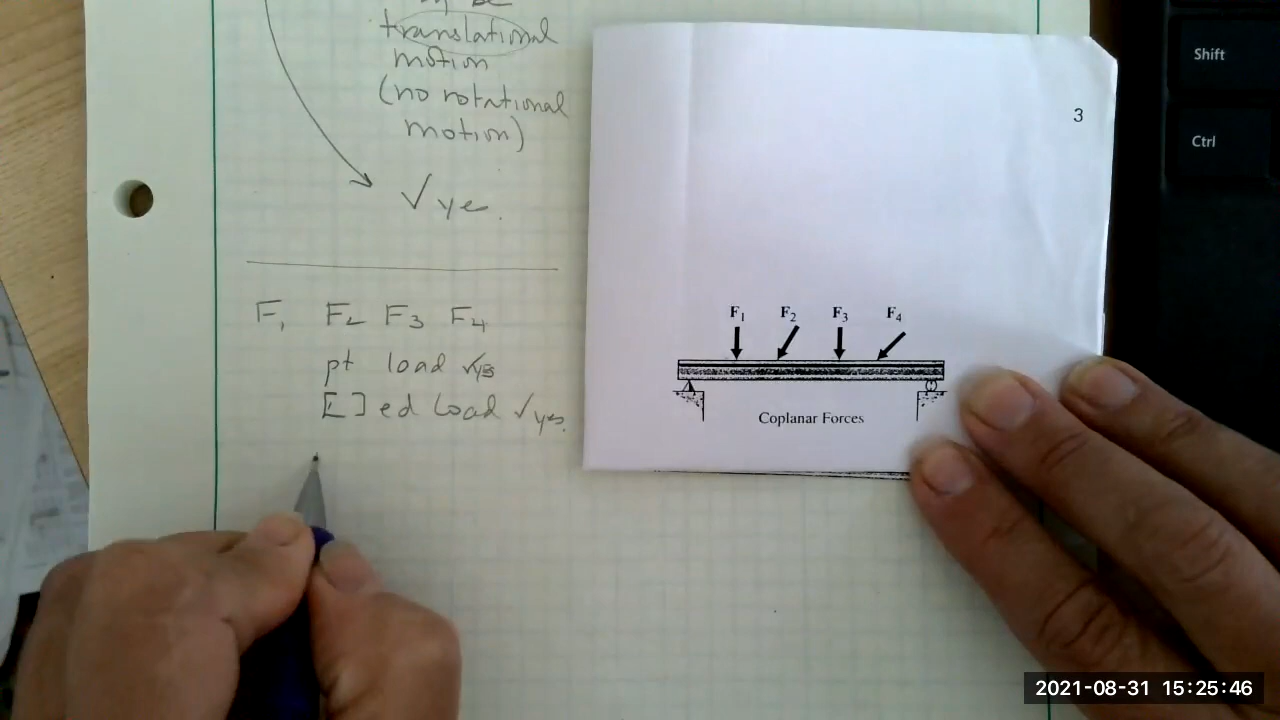 translational
motion
(no rotational
motion)
√ ye.
F1 F2 F3 F4
pt load √yes
[ ] ed Load √ yes.
3
F1 F2 F3 F4
Coplanar Forces
Shift
Ctrl
2021-08-31 15:25:46